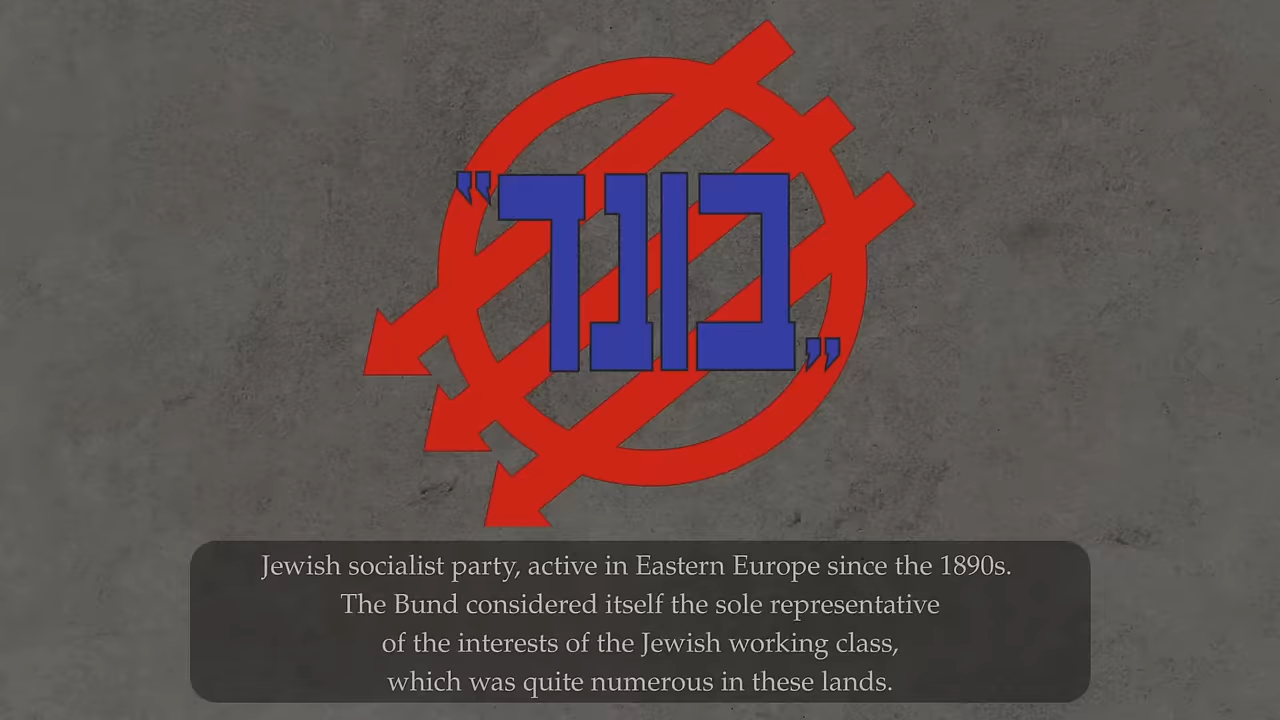 „בונד”
Jewish socialist party, active in Eastern Europe since the 1890s.
The Bund considered itself the sole representative
of the interests of the Jewish working class,
which was quite numerous in these lands.